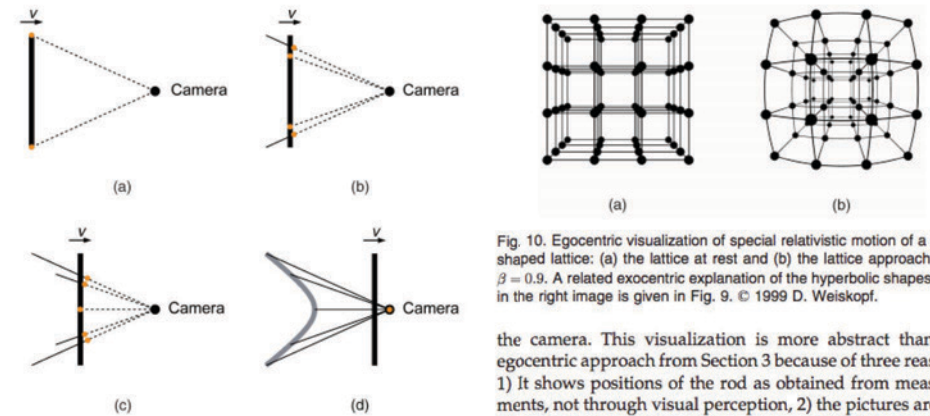 v
v
Camera
Camera
(a)
(b)
v
v
Camera
Camera
(c)
(d)
(a)
(b)
Fig. 10. Egocentric visualization of special relativistic motion of a
shaped lattice: (a) the lattice at rest and (b) the lattice approach
β = 0.9. A related exocentric explanation of the hyperbolic shapes
in the right image is given in Fig. 9. © 1999 D. Weiskopf.
the camera. This visualization is more abstract than
egocentric approach from Section 3 because of three rea
1) It shows positions of the rod as obtained from meas
ments, not through visual perception, 2) the pictures are